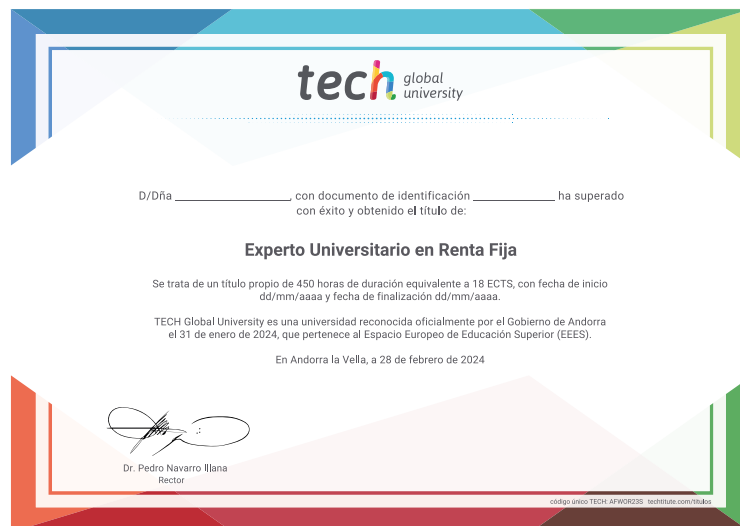 tech global university
D/Dña ____________________, con documento de identificación ______________ ha superado
con éxito y obtenido el título de:
Experto Universitario en Renta Fija
Se trata de un título propio de 450 horas de duración equivalente a 18 ECTS, con fecha de inicio
dd/mm/aaaa y fecha de finalización dd/mm/aaaa.
TECH Global University es una universidad reconocida oficialmente por el Gobierno de Andorra
el 31 de enero de 2024, que pertenece al Espacio Europeo de Educación Superior (EEES).
En Andorra la Vella, a 28 de febrero de 2024
Dr. Pedro Navarro Illana
Rector
código único TECH: AFWOR23S techtitute.com/titulos